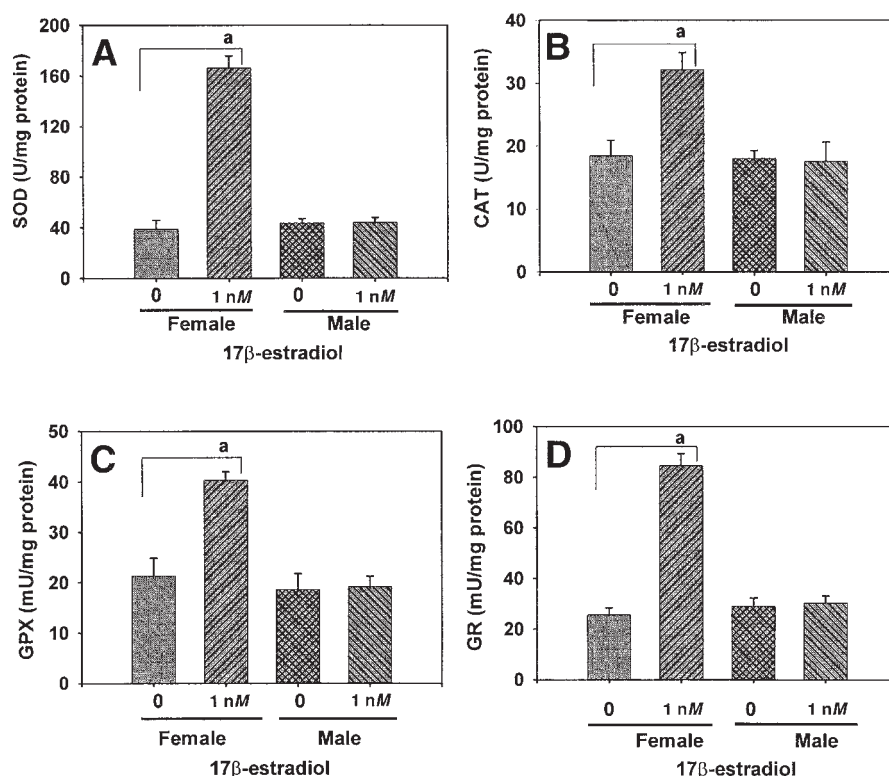 A
a
SOD (U/mg protein)
200
160
120
80
40
0
0 1 nM 0 1 nM
Female Male
17β-estradiol
B
a
CAT (U/mg protein)
40
30
20
10
0
0 1 nM 0 1 nM
Female Male
17β-estradiol
C
a
GPX (mU/mg protein)
50
40
30
20
10
0
0 1 nM 0 1 nM
Female Male
17β-estradiol
D
a
GR (mU/mg protein)
100
80
60
40
20
0
0 1 nM 0 1 nM
Female Male
17β-estradiol